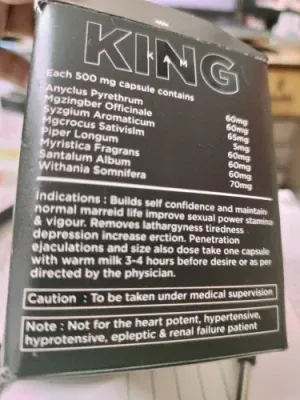 KING
KAM
Each 500 mg capsule contains
Anyclus Pyrethrum 60mg
Mgzingber Officinale 60mg
Syzgium Aromaticum 65mg
Mgcrocus Sativisim 5mg
Piper Longum 60mg
Myristica Fragrans 60mg
Santalum Album 60mg
Withania Somnifera 70mg
Indications : Builds self confidence and maintain
normal marreid life improve sexual power stamina
& vigour. Removes lathargyness tiredness
depression increase erction. Penetration
ejaculations and size also dose take one capsule
with warm milk 3-4 hours before desire or as per
directed by the physician.
Caution : To be taken under medical supervision
Note : Not for the heart potent, hypertensive,
hyprotensive, epleptic & renal failure patient